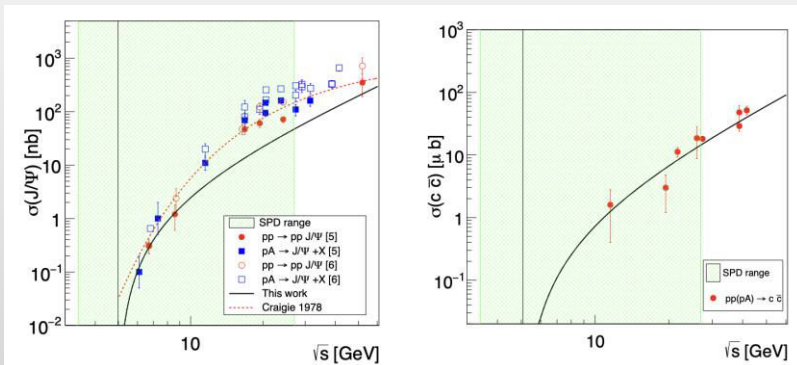 σ(J/Ψ) [nb]
10³
10²
10
1
10⁻¹
10⁻²
10
√s [GeV]
SPD range
pp → pp J/Ψ [5]
pA → J/Ψ +X [5]
pp → pp J/Ψ [6]
pA → J/Ψ +X [6]
This work
Craigie 1978
σ(c c̄) [μ b]
10³
10²
10
1
10⁻¹
10
√s [GeV]
SPD range
pp(pA) → c c̄